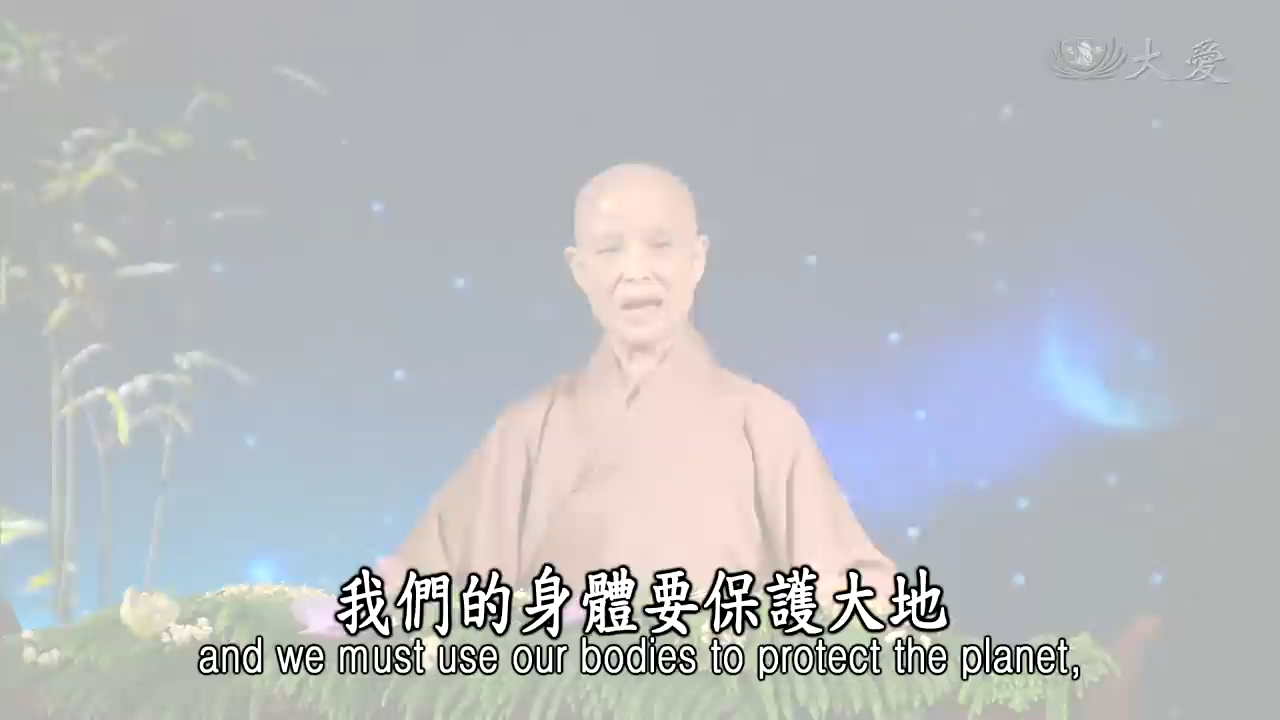 大愛
我們的身體要保護大地
and we must use our bodies to protect the planet,